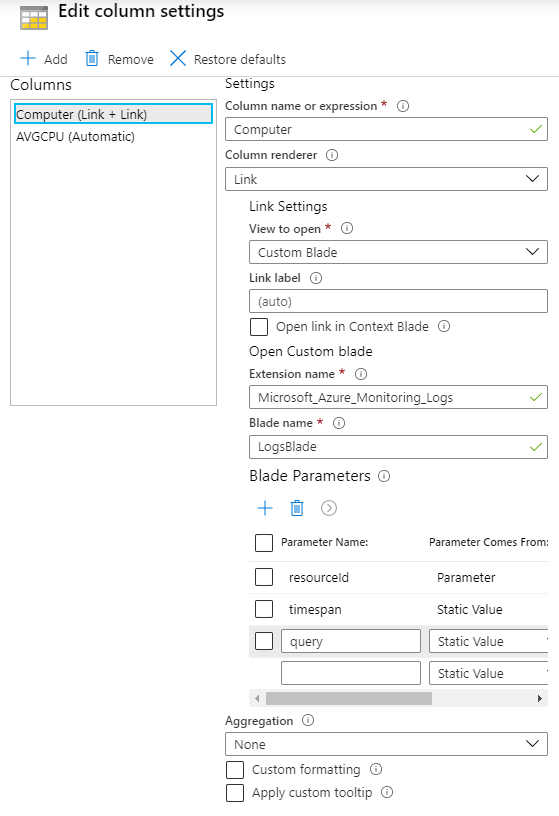 Edit column settings
Add Remove Restore defaults
Columns
Computer (Link + Link)
AVGCPU (Automatic)
Settings
Column name or expression *
Computer
Column renderer
Link
Link Settings
View to open *
Custom Blade
Link label
(auto)
Open link in Context Blade
Open Custom blade
Extension name *
Microsoft_Azure_Monitoring_Logs
Blade name *
LogsBlade
Blade Parameters
Parameter Name: Parameter Comes From:
resourceId Parameter
timespan Static Value
query Static Value
Static Value
Aggregation
None
Custom formatting
Apply custom tooltip